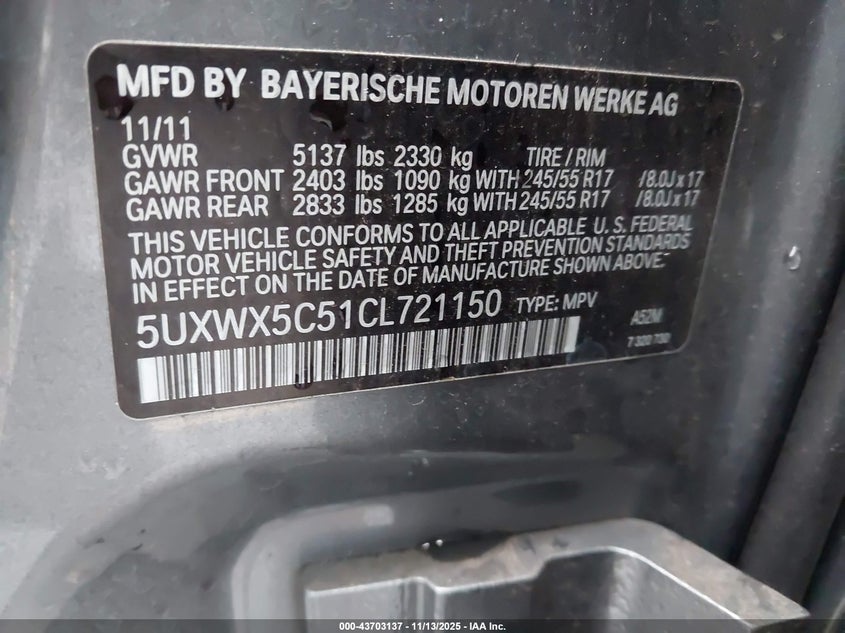 MFD BY BAYERISCHE MOTOREN WERKE AG
11/11
GVWR 5137 lbs 2330 kg TIRE / RIM
GAWR FRONT 2403 lbs 1090 kg WITH 245/55 R17 /8.0J x 17
GAWR REAR 2833 lbs 1285 kg WITH 245/55 R17 /8.0J x 17
THIS VEHICLE CONFORMS TO ALL APPLICABLE U. S. FEDERAL
MOTOR VEHICLE SAFETY AND THEFT PREVENTION STANDARDS
IN EFFECT ON THE DATE OF MANUFACTURE SHOWN ABOVE.
5UXWX5C51CL721150 TYPE: MPV A52M
7 320 730
000-43703137 - 11/13/2025 - IAA Inc.